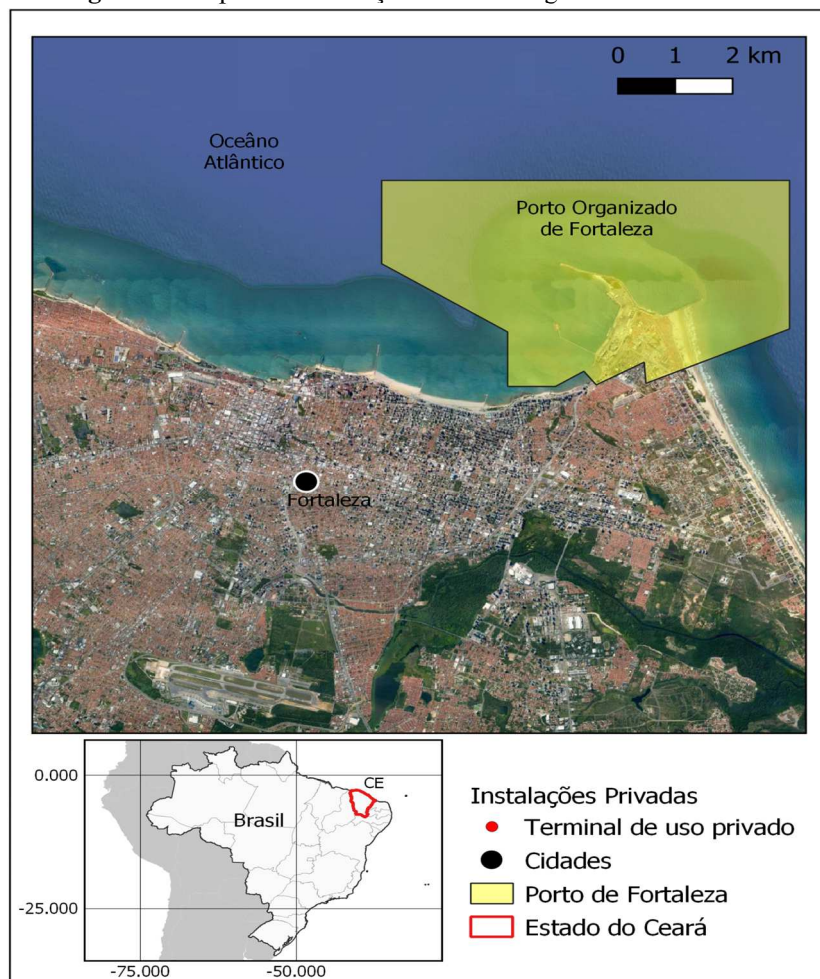 0 1 2 km
Oceâno
Atlântico
Porto Organizado
de Fortaleza
Fortaleza
0.000
CE
Brasil
-25.000
-75.000 -50.000
Instalações Privadas
Terminal de uso privado
Cidades
Porto de Fortaleza
Estado do Ceará